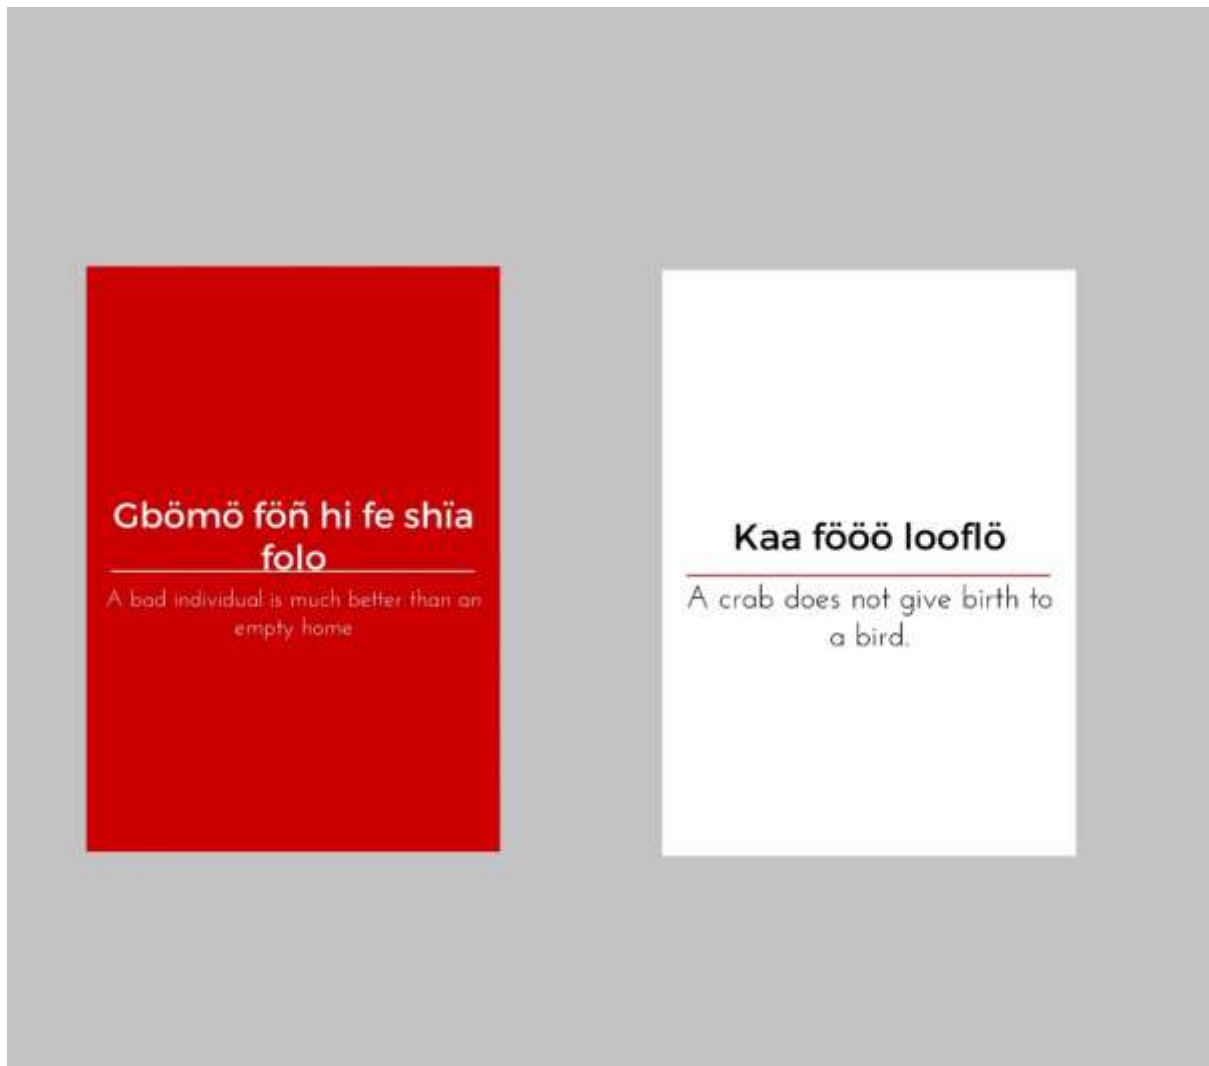 Gbömö föñ hi fe shïa
folo
A bad individual is much better than an
empty home
Kaa fööö looflö
A crab does not give birth to
a bird.